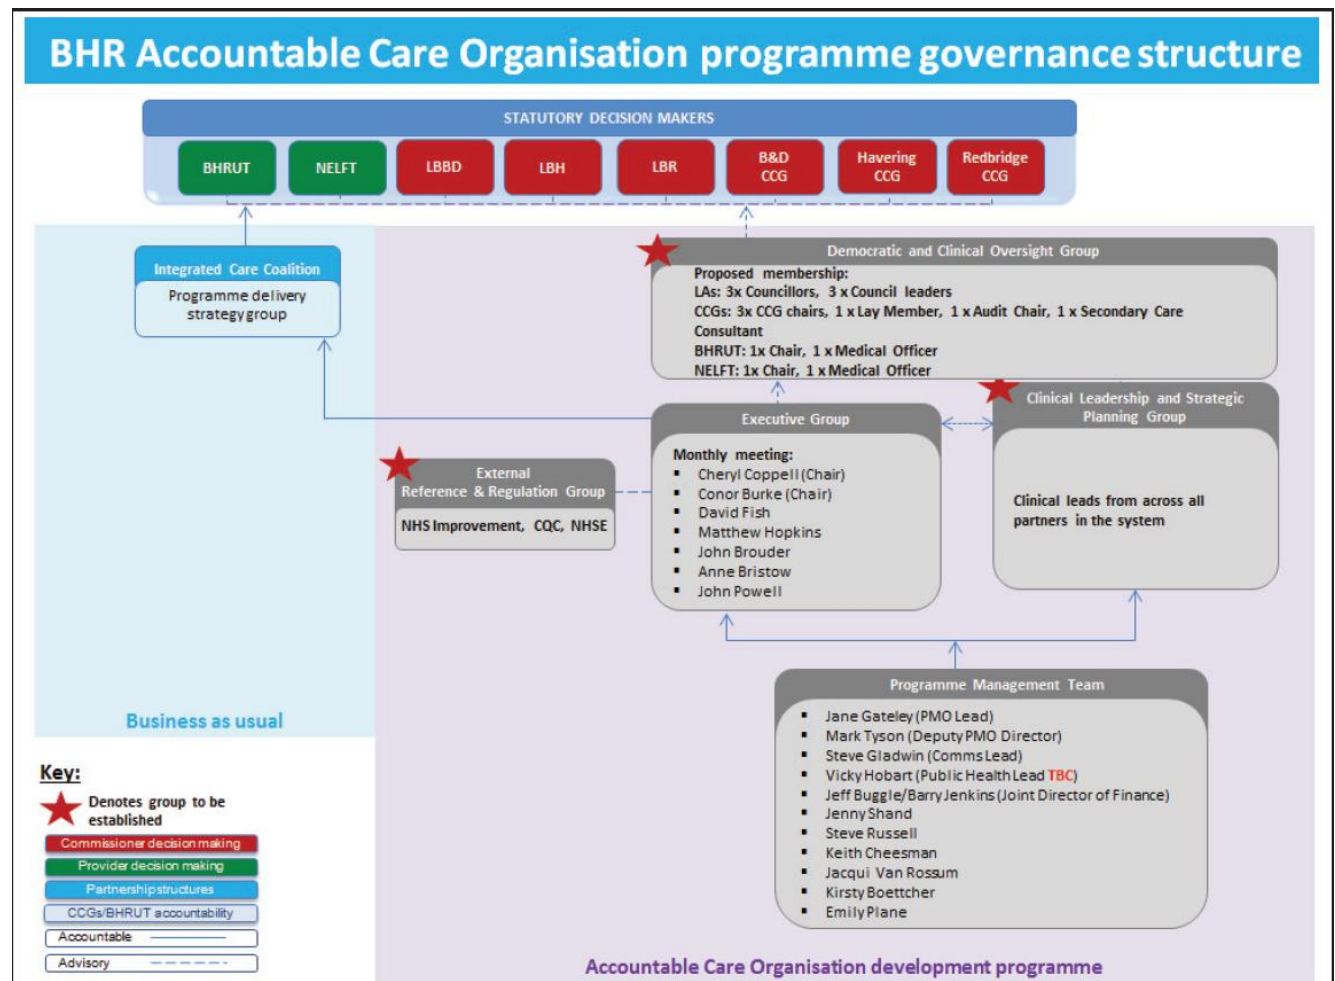 BHR Accountable Care Organisation programme governance structure
STATUTORY DECISION MAKERS
BHRUT
NELFT
LBBD
LBH
LBR
B&D
CCG
Havering
CCG
Redbridge
CCG
Integrated Care Coalition
Programme delivery
strategy group
Democratic and Clinical Oversight Group
Proposed membership:
LAs: 3x Councillors, 3 x Council leaders
CCGs: 3x CCG chairs, 1 x Lay Member, 1 x Audit Chair, 1 x Secondary Care
Consultant
BHRUT: 1x Chair, 1 x Medical Officer
NELFT: 1x Chair, 1 x Medical Officer
Executive Group
Monthly meeting:
▪ Cheryl Coppell (Chair)
▪ Conor Burke (Chair)
▪ David Fish
▪ Matthew Hopkins
▪ John Brouder
▪ Anne Bristow
▪ John Powell
Clinical Leadership and Strategic
Planning Group
Clinical leads from across all
partners in the system
External
Reference & Regulation Group
NHS Improvement, CQC, NHSE
Programme Management Team
▪ Jane Gateley (PMO Lead)
▪ Mark Tyson (Deputy PMO Director)
▪ Steve Gladwin (Comms Lead)
▪ Vicky Hobart (Public Health Lead TBC)
▪ Jeff Buggle/Barry Jenkins (Joint Director of Finance)
▪ Jenny Shand
▪ Steve Russell
▪ Keith Cheesman
▪ Jacqui Van Rossum
▪ Kirsty Boettcher
▪ Emily Plane
Business as usual
Key:
Denotes group to be
established
Commissioner decision making
Provider decision making
Partnership structures
CCGs/BHRUT accountability
Accountable
Advisory
Accountable Care Organisation development programme